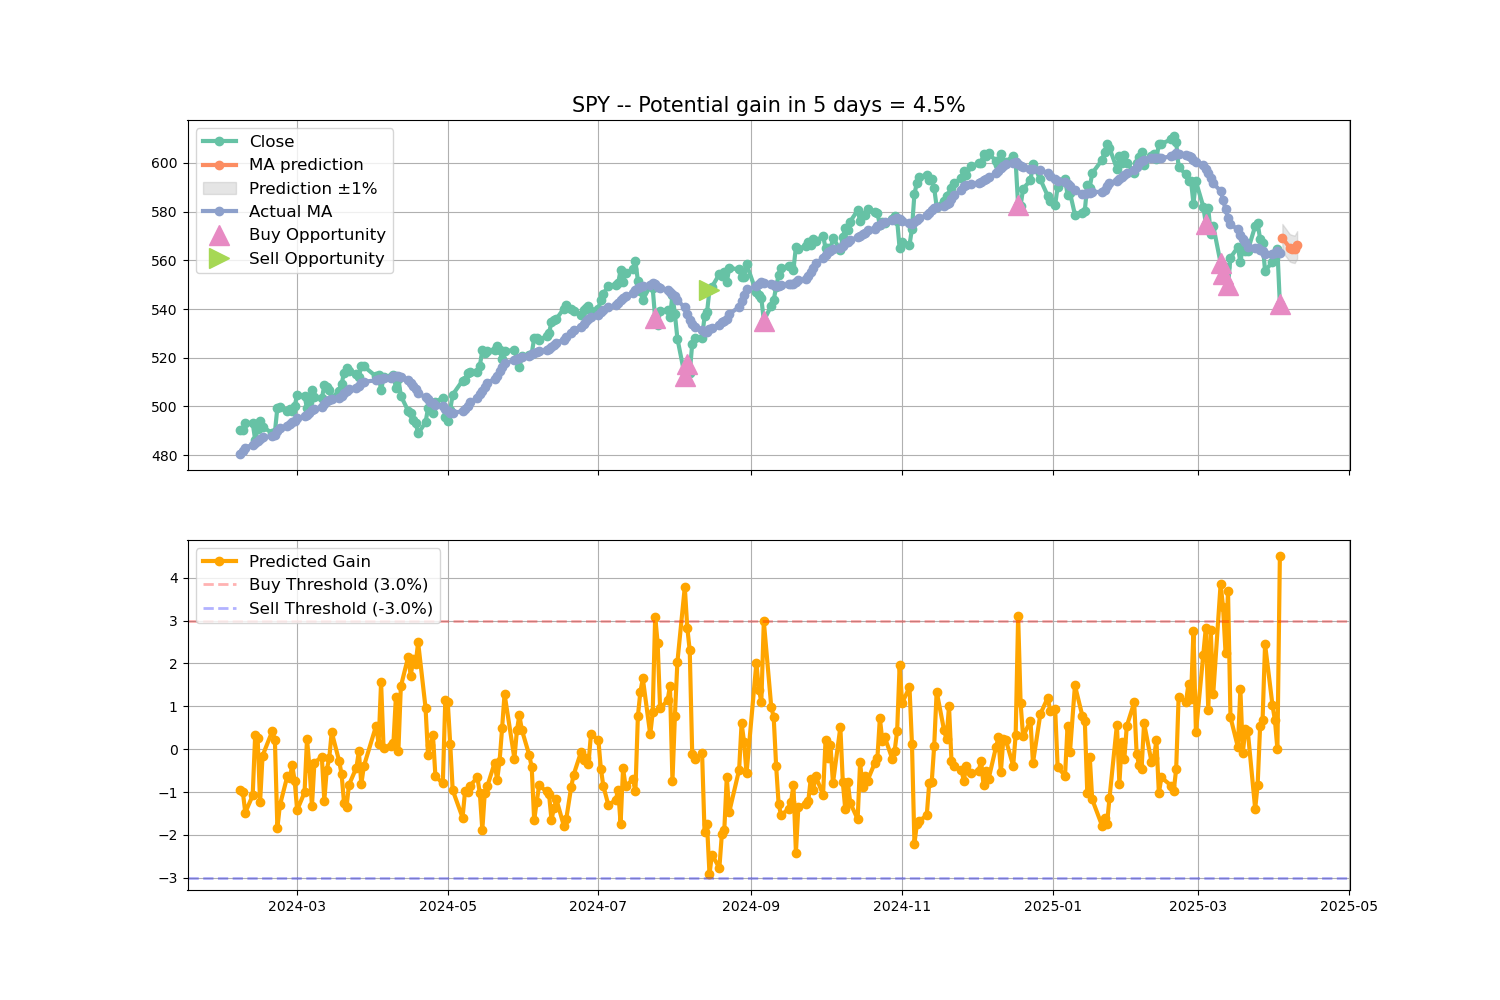 SPY -- Potential gain in 5 days = 4.5%
Close
MA prediction
Prediction ±1%
Actual MA
Buy Opportunity
Sell Opportunity
600
580
560
540
520
500
480
Predicted Gain
Buy Threshold (3.0%)
Sell Threshold (-3.0%)
4
3
2
1
0
−1
−2
−3
2024-03 2024-05 2024-07 2024-09 2024-11 2025-01 2025-03 2025-05